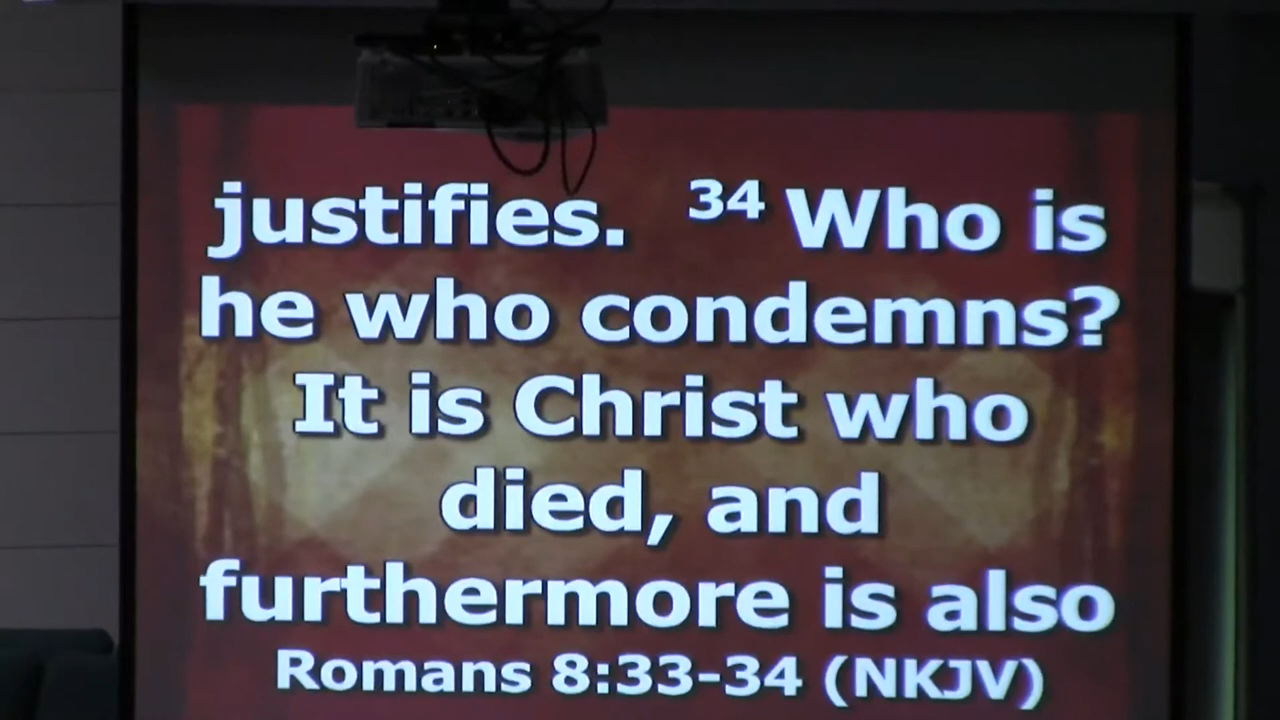 justifies. 34 Who is
he who condemns?
It is Christ who
died, and
furthermore is also
Romans 8:33-34 (NKJV)